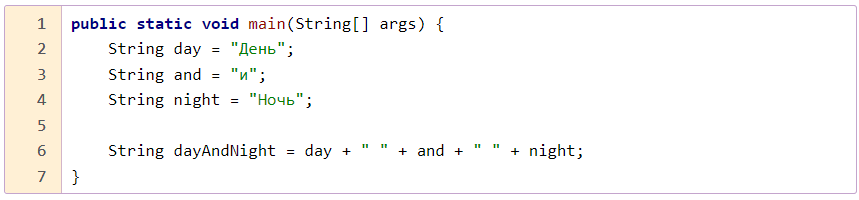 1 public static void main(String[] args) {
2     String day = "День";
3     String and = "и";
4     String night = "Ночь";
5
6     String dayAndNight = day + " " + and + " " + night;
7 }